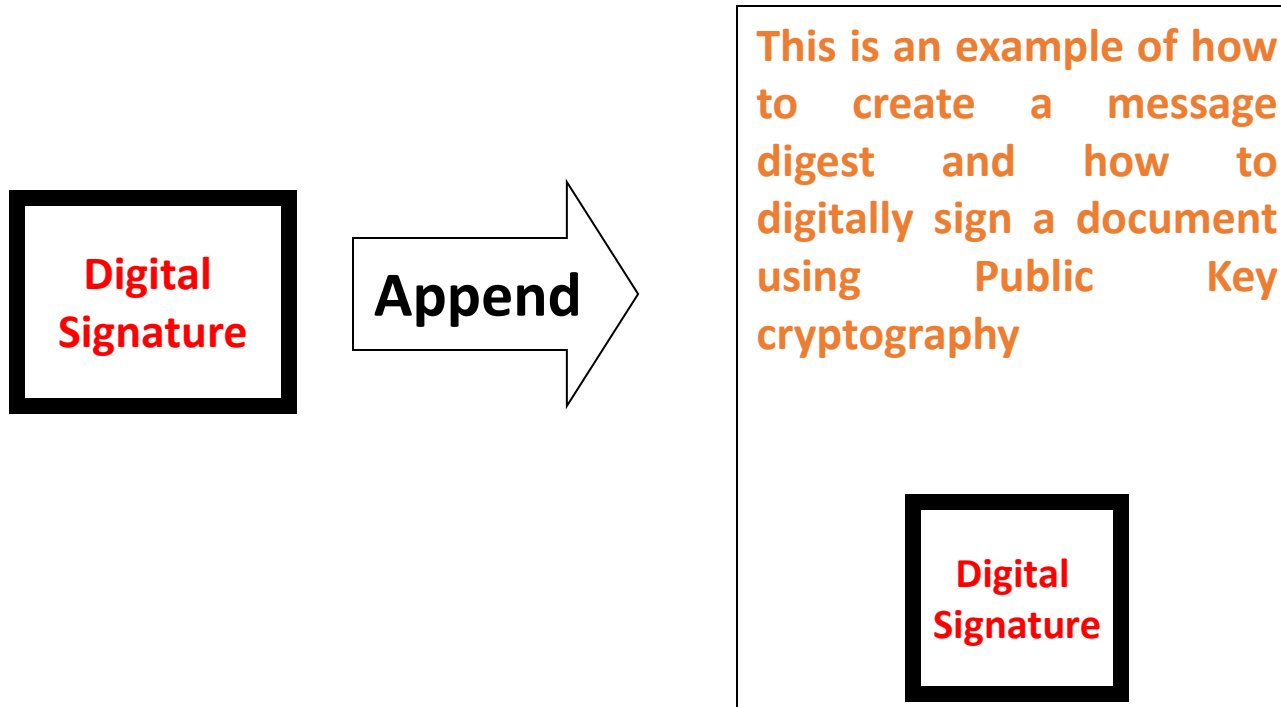 Digital
Signature
Append
This is an example of how
to create a message
digest and how to
digitally sign a document
using Public Key
cryptography
Digital
Signature